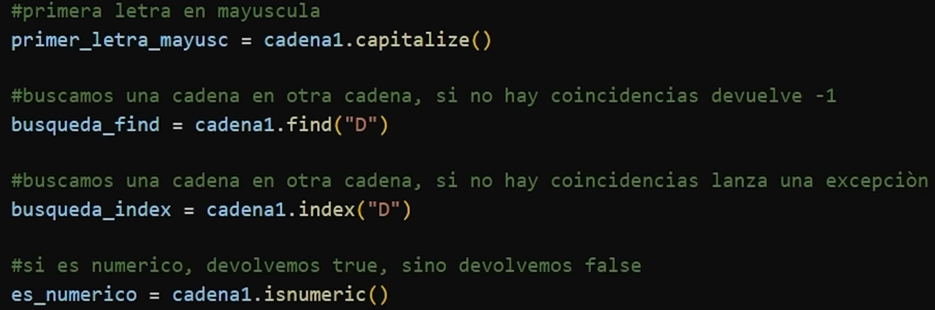 #primera letra en mayuscula
primer_letra_mayusc = cadena1.capitalize()
#buscamos una cadena en otra cadena, si no hay coincidencias devuelve -1
busqueda_find = cadena1.find("D")
#buscamos una cadena en otra cadena, si no hay coincidencias lanza una excepciòn
busqueda_index = cadena1.index("D")
#si es numerico, devolvemos true, sino devolvemos false
es_numerico = cadena1.isnumeric()